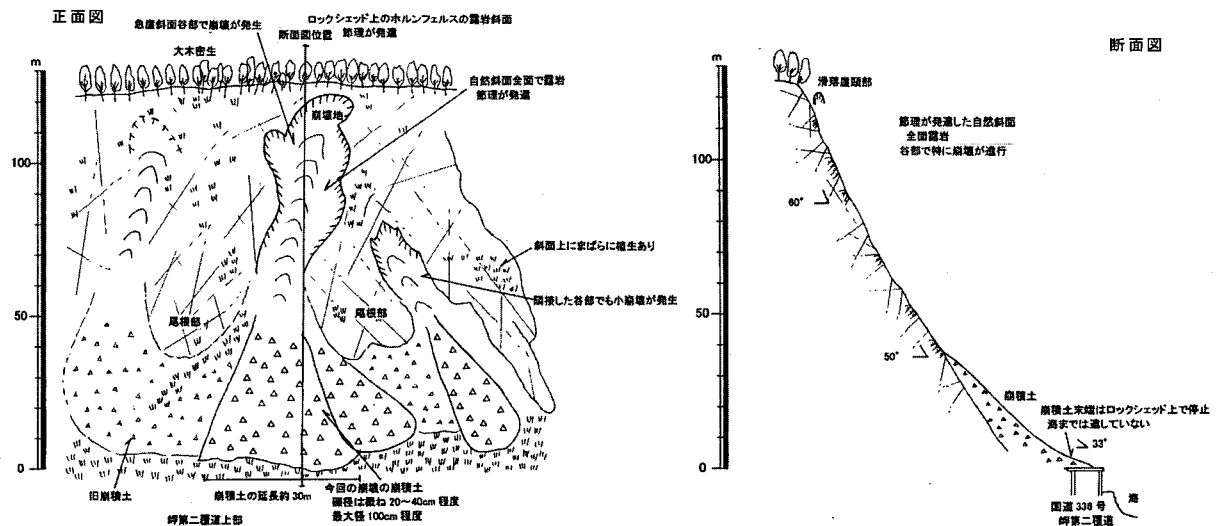 正面図
急崖斜面谷部で崩壊が発生
ロックシェッド上のホルンフェルスの露岩斜面
節理が発達
断面図位置
大木密生
m
自然斜面全面で露岩
節理が発達
崩壊地
100
斜面上にまばらに植生あり
隣接した谷部でも小崩壊が発生
50
尾根部
尾根部
0
旧崩積土
崩積土の延長約30m
今回の崩壊の崩積土
礫径は概ね20〜40cm程度
最大径100cm程度
岬第二種道上部
断面図
m
滑落崖頭部
節理が発達した自然斜面
全面露岩
谷部で特に崩壊が進行
100
60°
50
50°
崩積土
崩積土末端はロックシェッド上で停止
海までは達していない
33°
0
国道336号
海
岬第二種道